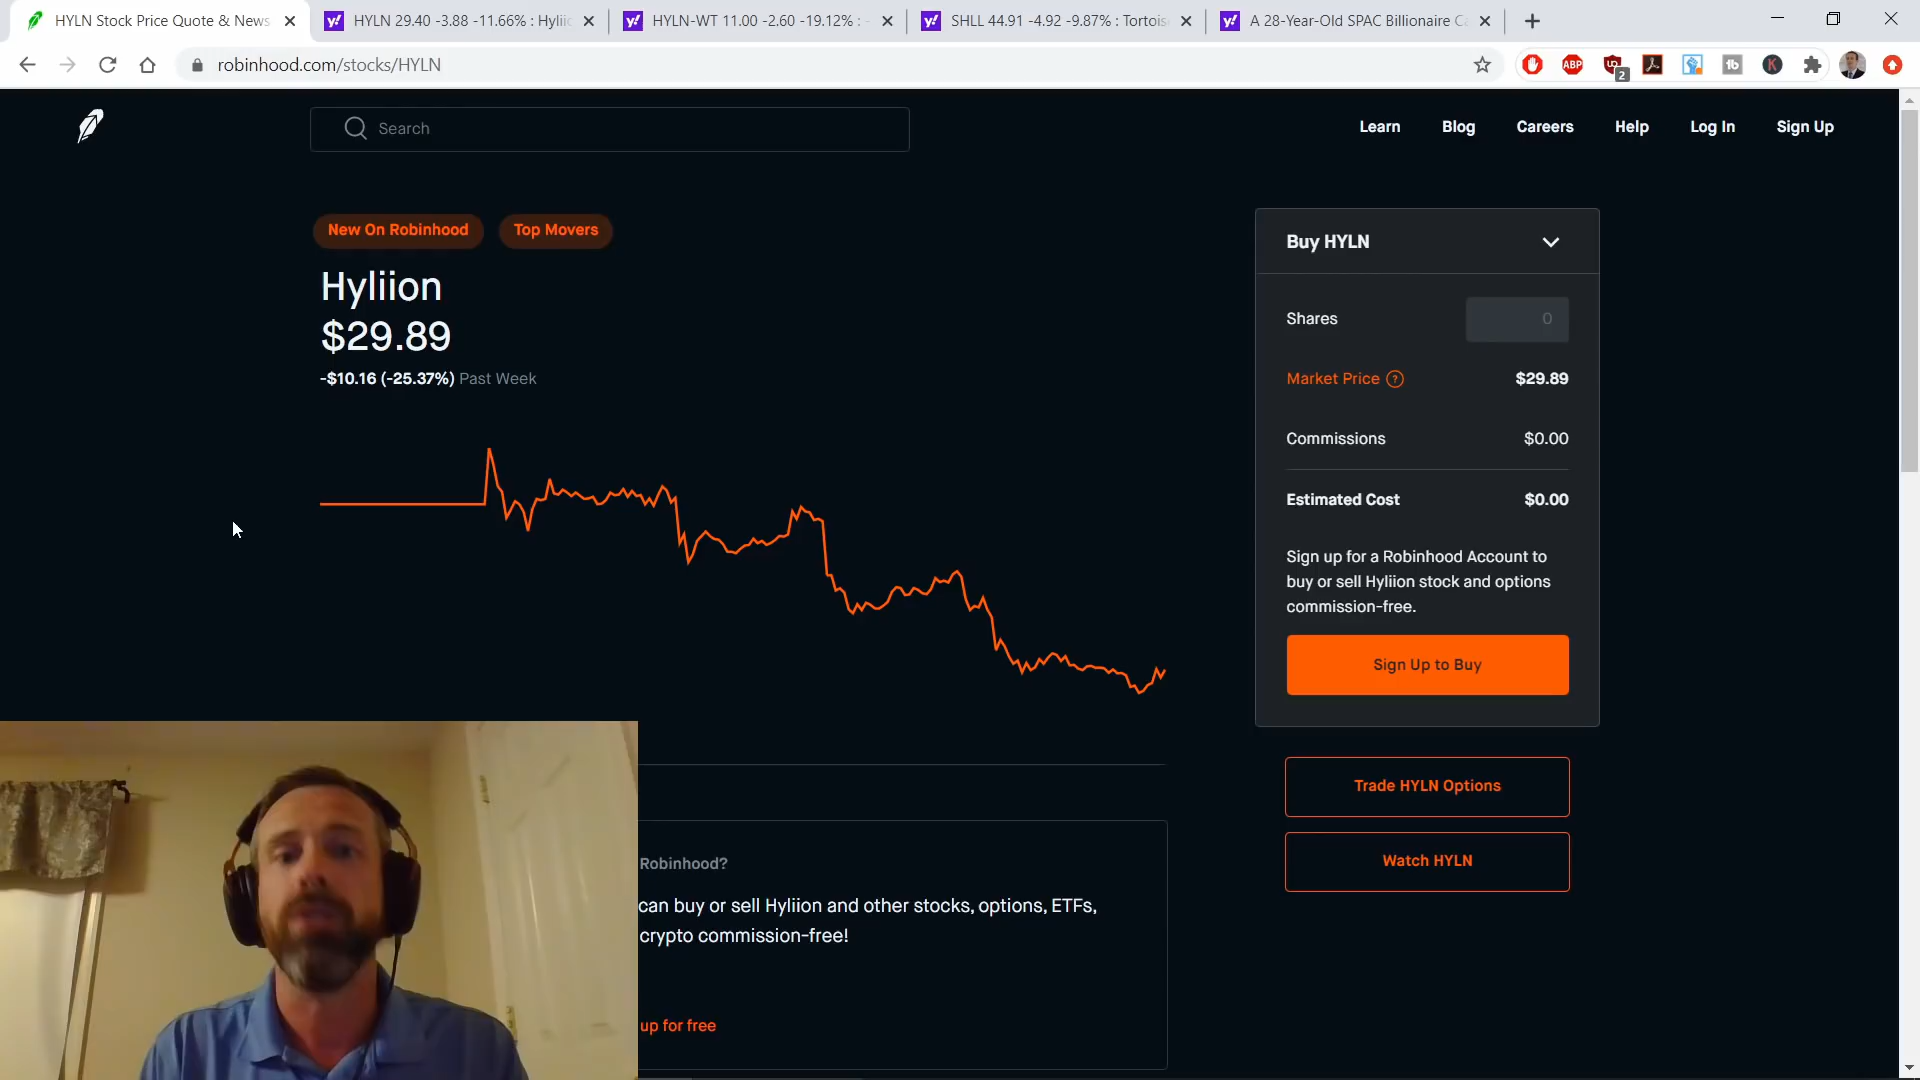 HYLN Stock Price Quote & News
HYLN 29.40 -3.88 -11.66% : Hyliic
HYLN-WT 11.00 -2.60 -19.12% : -
SHLL 44.91 -4.92 -9.87% : Tortois
A 28-Year-Old SPAC Billionaire Ca
robinhood.com/stocks/HYLN
ABP
2
tb
K
Search
Learn
Blog
Careers
Help
Log In
Sign Up
New On Robinhood
Top Movers
Hyliion
$29.89
-$10.16 (-25.37%) Past Week
Buy HYLN
Shares
0
Market Price ?
$29.89
Commissions
$0.00
Estimated Cost
$0.00
Sign up for a Robinhood Account to
buy or sell Hyliion stock and options
commission-free.
Sign Up to Buy
Trade HYLN Options
Watch HYLN
Robinhood?
can buy or sell Hyliion and other stocks, options, ETFs,
crypto commission-free!
up for free